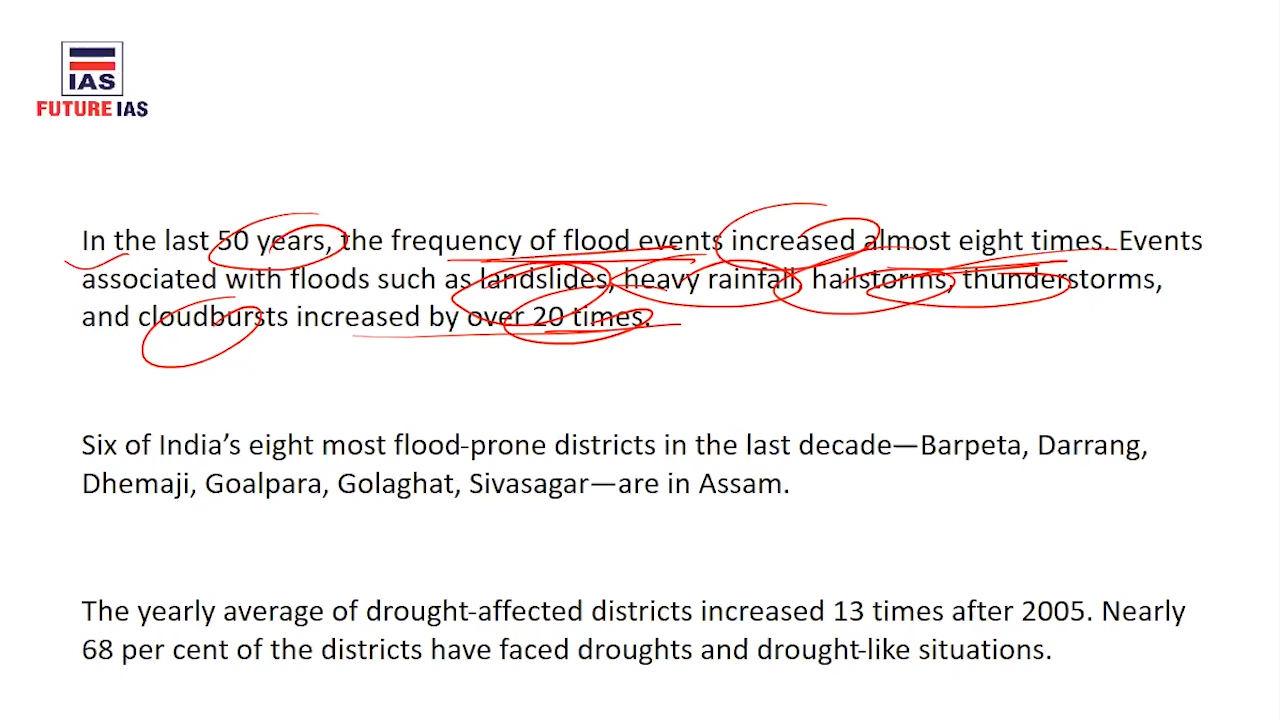 IAS
FUTURE IAS
In the last 50 years, the frequency of flood events increased almost eight times. Events
associated with floods such as landslides, heavy rainfall, hailstorms, thunderstorms,
and cloudbursts increased by over 20 times.
Six of India’s eight most flood-prone districts in the last decade—Barpeta, Darrang,
Dhemaji, Goalpara, Golaghat, Sivasagar—are in Assam.
The yearly average of drought-affected districts increased 13 times after 2005. Nearly
68 per cent of the districts have faced droughts and drought-like situations.